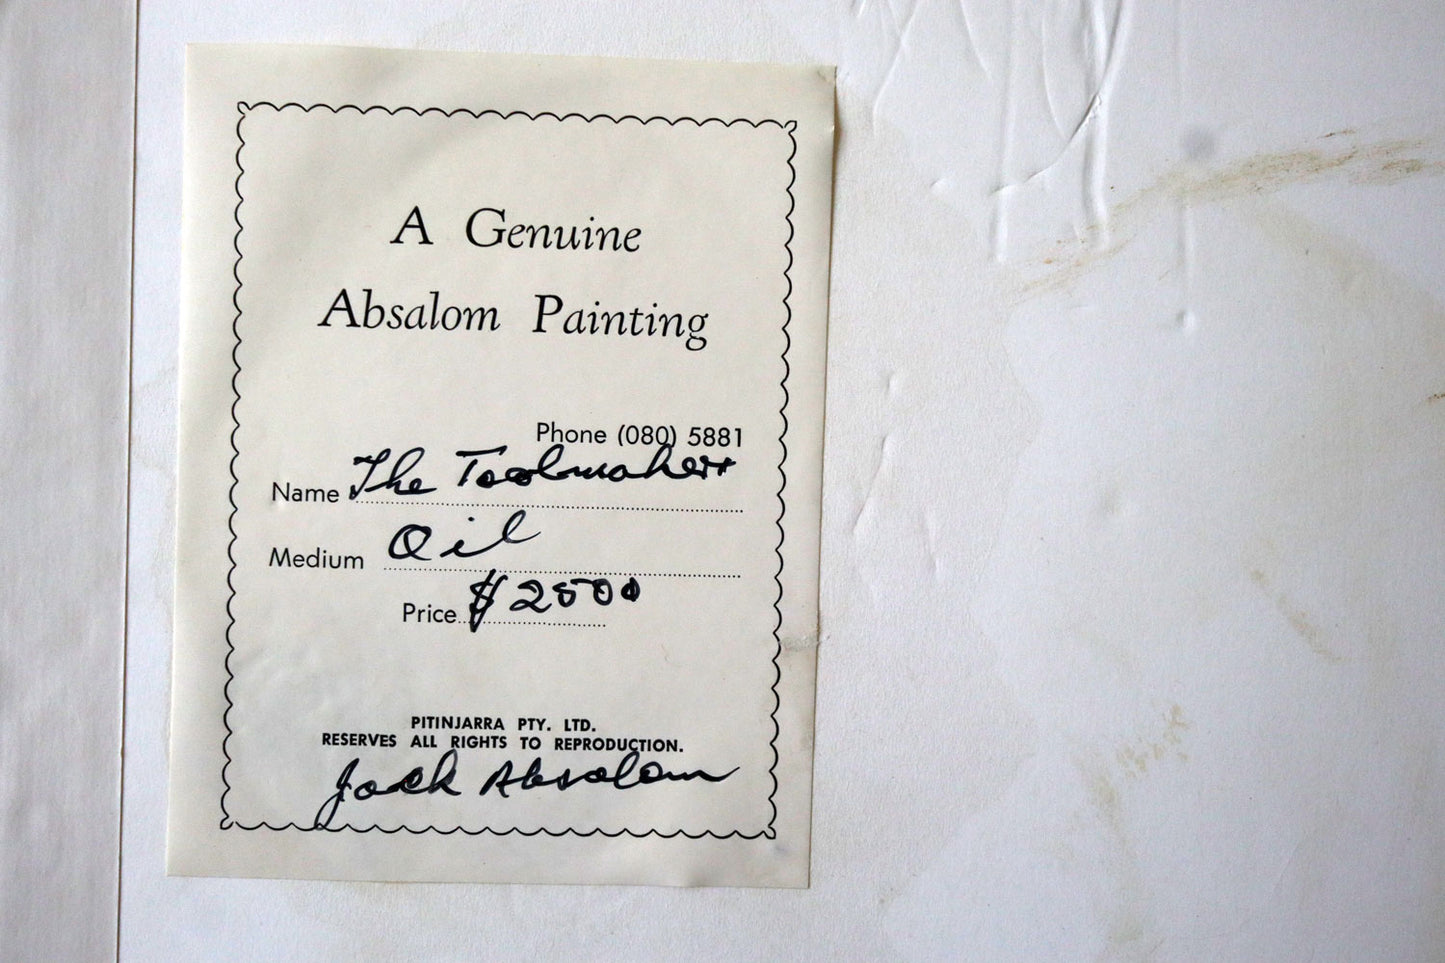 A Genuine
Absalom Painting
Phone (080) 5881
Name The Toolmakers
Medium Oil
Price $2500
PITINJARRA PTY. LTD.
RESERVES ALL RIGHTS TO REPRODUCTION.
Jack Absalom